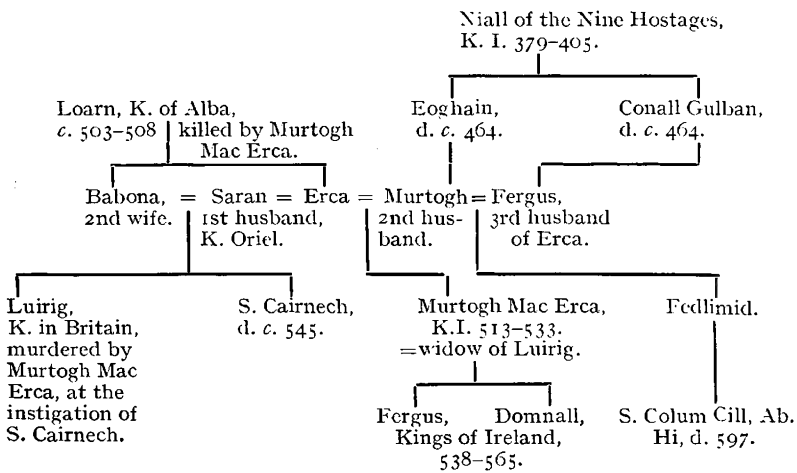 Niall of the Nine Hostages,
K. I. 379–405.
Loarn, K. of Alba,
c. 503–508 killed by Murtogh
Mac Erca.
Eoghain,
d. c. 464.
Conall Gulban,
d. c. 464.
Babona, = Saran = Erca = Murtogh = Fergus,
2nd wife. 1st husband, 2nd hus- 3rd husband
K. Oriel. band. of Erca.
Luirig,
K. in Britain,
murdered by
Murtogh Mac
Erca, at the
instigation of
S. Cairnech.
S. Cairnech,
d. c. 545.
Murtogh Mac Erca,
K.I. 513–533.
=widow of Luirig.
Fedlimid.
Fergus, Domnall,
Kings of Ireland,
538–565.
S. Colum Cill, Ab.
Hi, d. 597.